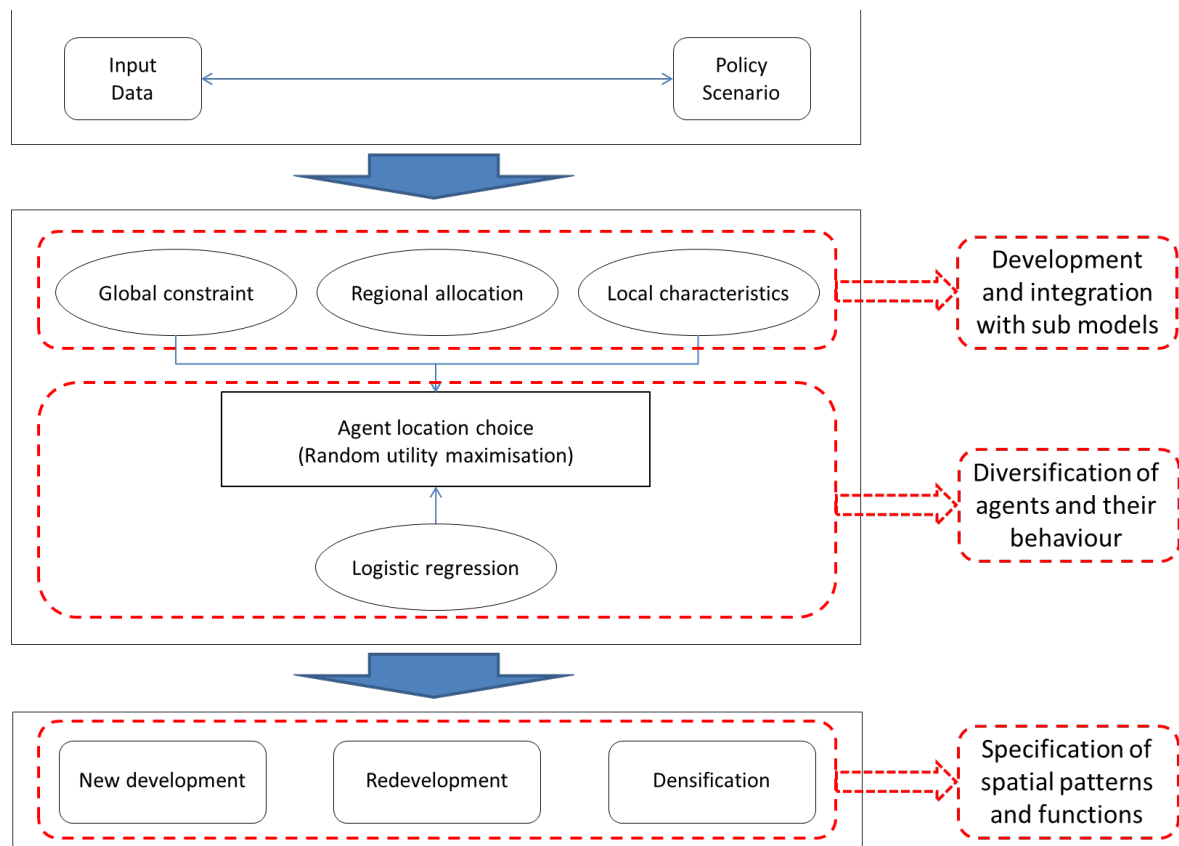 Input
Data
Policy
Scenario
Global constraint
Regional allocation
Local characteristics
Development
and integration
with sub models
Agent location choice
(Random utility maximisation)
Logistic regression
Diversification of
agents and their
behaviour
New development
Redevelopment
Densification
Specification of
spatial patterns
and functions